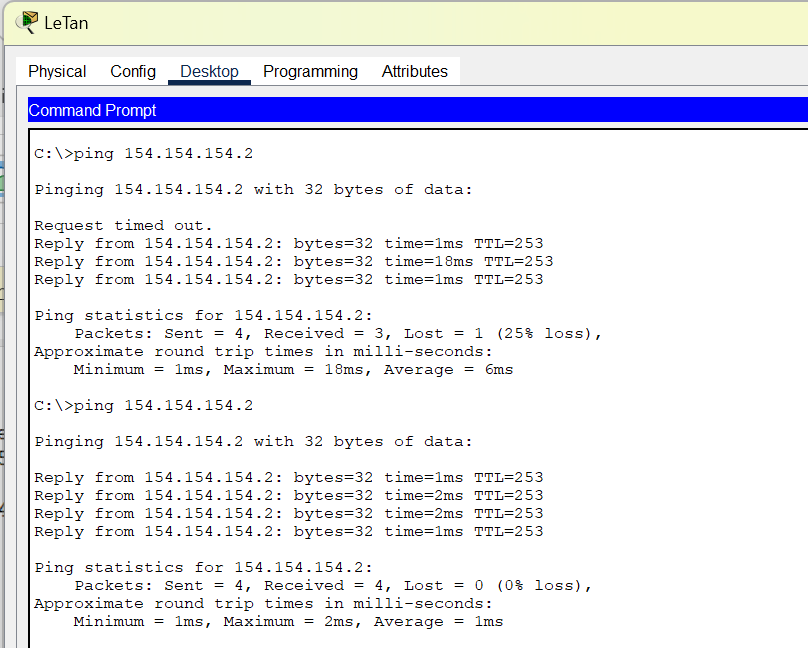 LeTan
Physical Config Desktop Programming Attributes
Command Prompt
C:\>ping 154.154.154.2
Pinging 154.154.154.2 with 32 bytes of data:
Request timed out.
Reply from 154.154.154.2: bytes=32 time=1ms TTL=253
Reply from 154.154.154.2: bytes=32 time=18ms TTL=253
Reply from 154.154.154.2: bytes=32 time=1ms TTL=253
Ping statistics for 154.154.154.2:
Packets: Sent = 4, Received = 3, Lost = 1 (25% loss),
Approximate round trip times in milli-seconds:
Minimum = 1ms, Maximum = 18ms, Average = 6ms
C:\>ping 154.154.154.2
Pinging 154.154.154.2 with 32 bytes of data:
Reply from 154.154.154.2: bytes=32 time=1ms TTL=253
Reply from 154.154.154.2: bytes=32 time=2ms TTL=253
Reply from 154.154.154.2: bytes=32 time=2ms TTL=253
Reply from 154.154.154.2: bytes=32 time=1ms TTL=253
Ping statistics for 154.154.154.2:
Packets: Sent = 4, Received = 4, Lost = 0 (0% loss),
Approximate round trip times in milli-seconds:
Minimum = 1ms, Maximum = 2ms, Average = 1ms